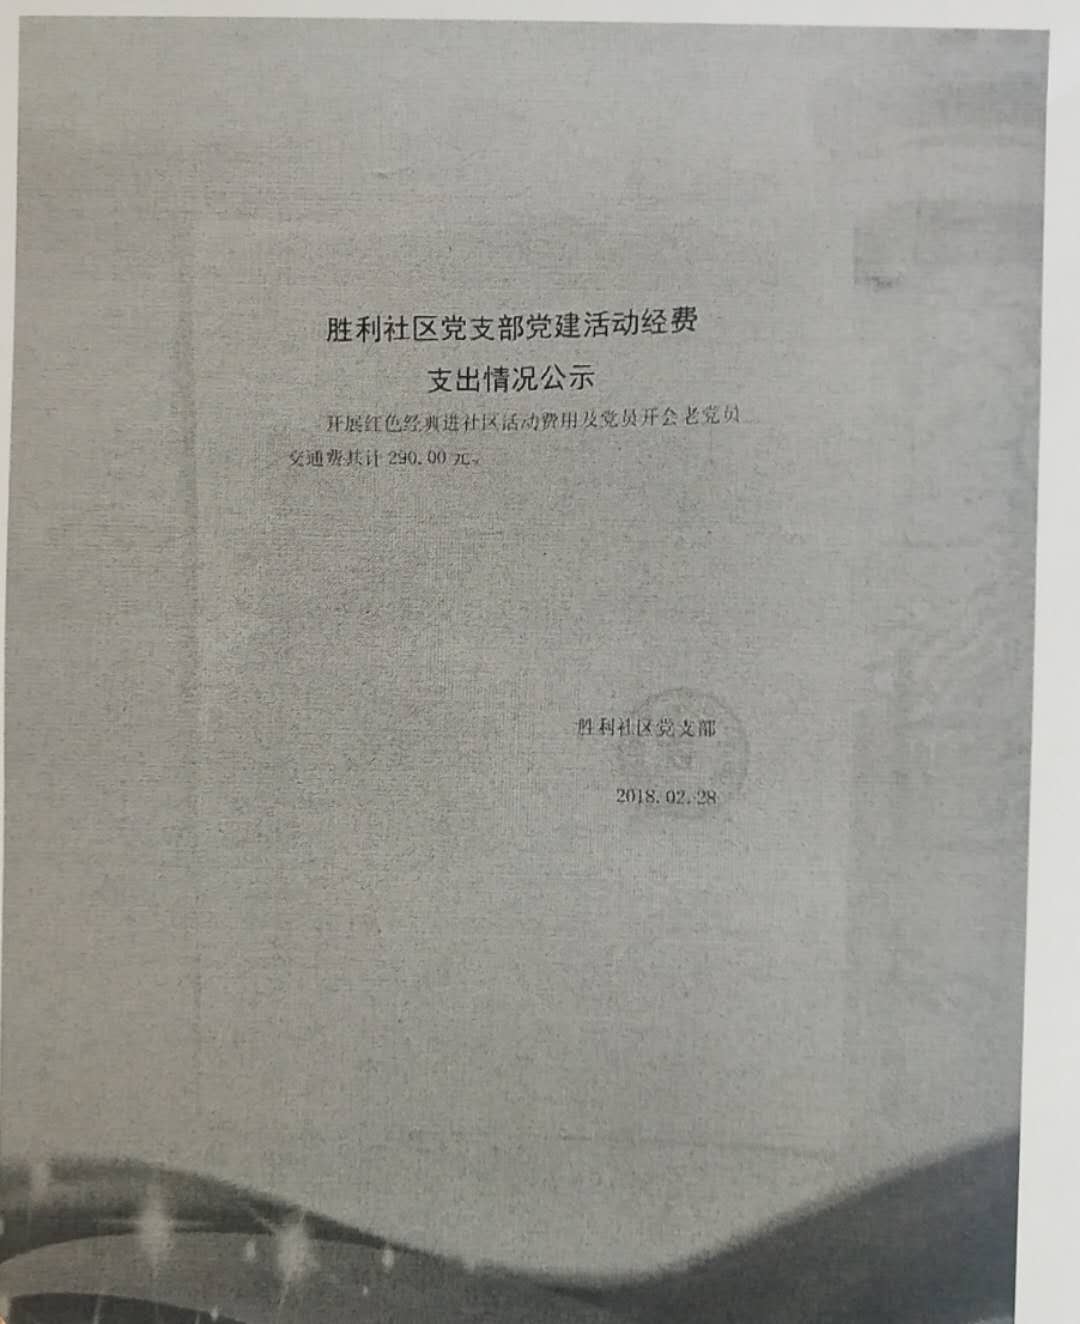 胜利社区党支部党建活动经费
支出情况公示
开展红色经典进社区活动费用及党员开会老党员
交通费共计290.00元。
胜利社区党支部
2018.02.28